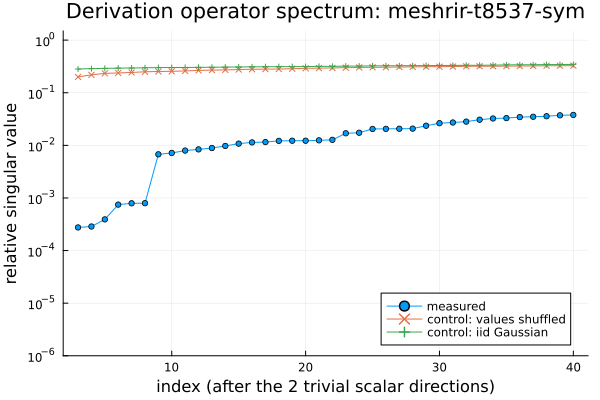 Derivation operator spectrum: meshrir-t8537-sym
relative singular value
10⁰
10⁻¹
10⁻²
10⁻³
10⁻⁴
10⁻⁵
10⁻⁶
measured
control: values shuffled
control: iid Gaussian
10
20
30
40
index (after the 2 trivial scalar directions)